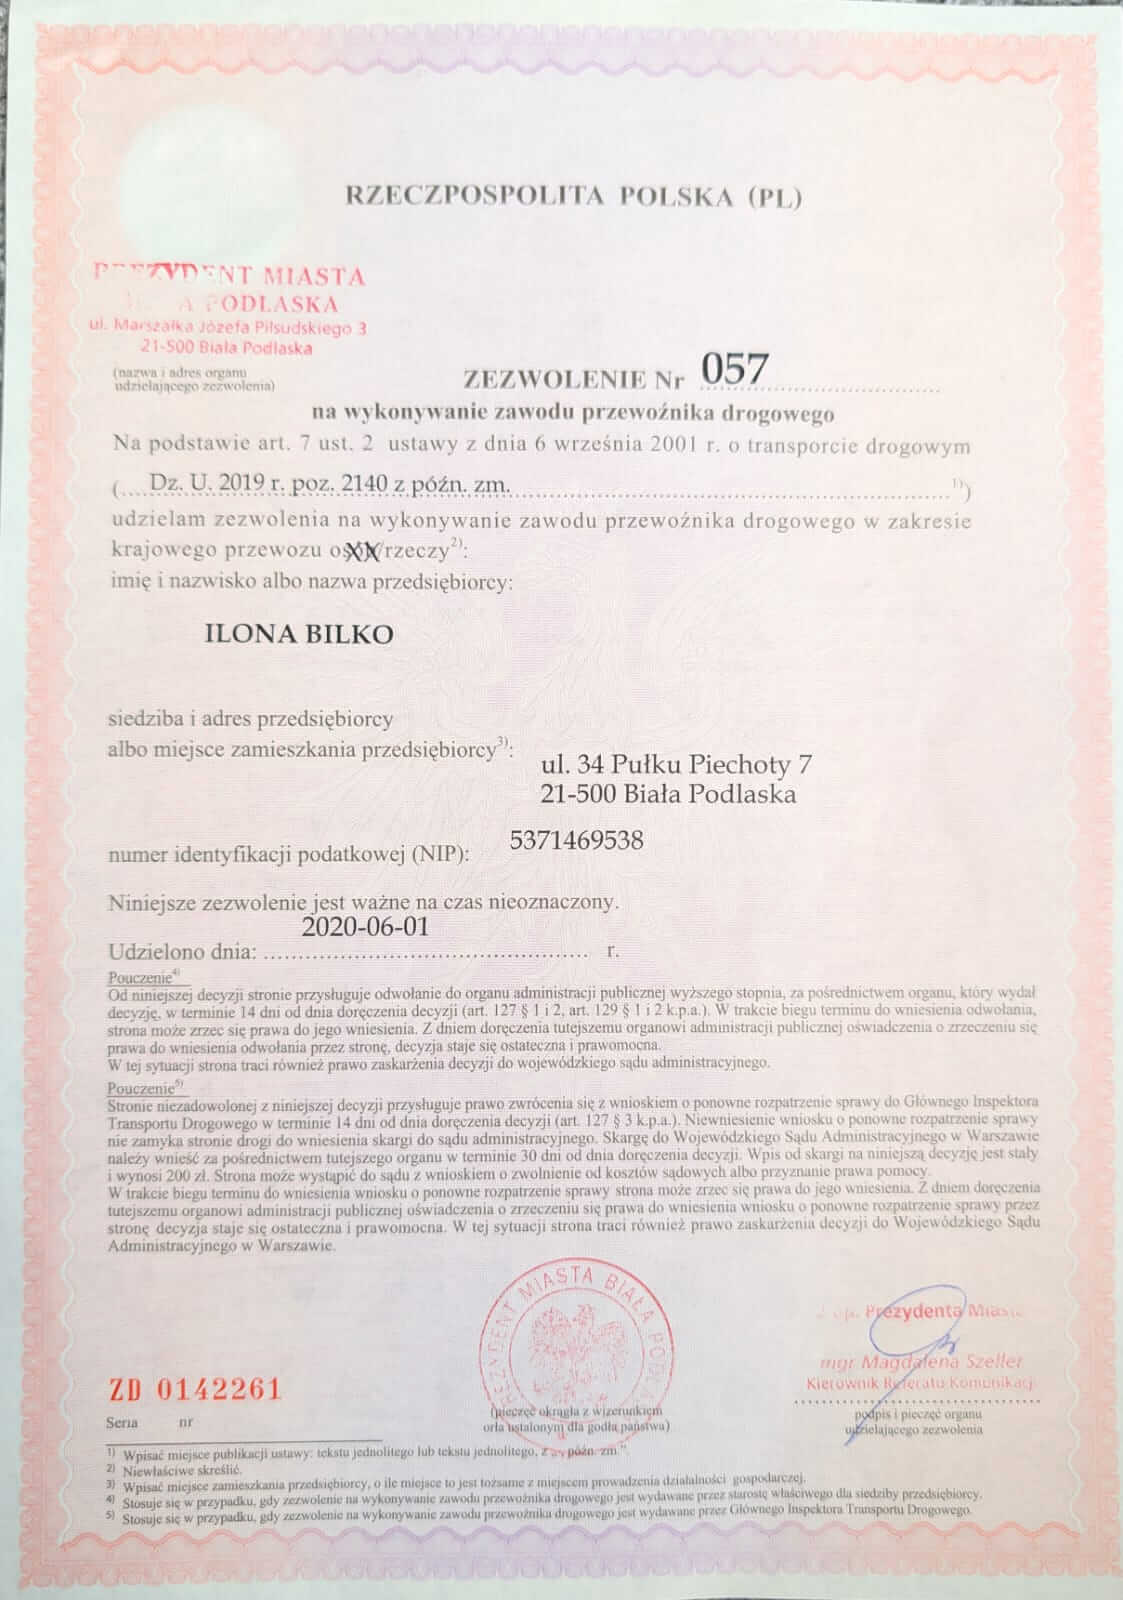 RZECZPOSPOLITA POLSKA (PL)
PREZYDENT MIASTA
PODLASKA
ul. Marszałka Józefa Piłsudskiego 3
21-500 Biała Podlaska
(nazwa i adres organu
udzielającego zezwolenia)
ZEZWOLENIE Nr 057
na wykonywanie zawodu przewoźnika drogowego
Na podstawie art. 7 ust. 2 ustawy z dnia 6 września 2001 r. o transporcie drogowym
(.... Dz. U. 2019 r. poz. 2140 z późn. zm. ....1))
udzielam zezwolenia na wykonywanie zawodu przewoźnika drogowego w zakresie
krajowego przewozu osób/rzeczy2):
imię i nazwisko albo nazwa przedsiębiorcy:
ILONA BILKO
siedziba i adres przedsiębiorcy
albo miejsce zamieszkania przedsiębiorcy3):
ul. 34 Pułku Piechoty 7
21-500 Biała Podlaska
numer identyfikacji podatkowej (NIP): 5371469538
Niniejsze zezwolenie jest ważne na czas nieoznaczony.
Udzielono dnia: 2020-06-01 r.
Pouczenie4)
Od niniejszej decyzji stronie przysługuje odwołanie do organu administracji publicznej wyższego stopnia, za pośrednictwem organu, który wydał
decyzję, w terminie 14 dni od dnia doręczenia decyzji (art. 127 § 1 i 2, art. 129 § 1 i 2 k.p.a.). W trakcie biegu terminu do wniesienia odwołania,
strona może zrzec się prawa do jego wniesienia. Z dniem doręczenia tutejszemu organowi administracji publicznej oświadczenia o zrzeczeniu się
prawa do wniesienia odwołania przez stronę, decyzja staje się ostateczna i prawomocna.
W tej sytuacji strona traci również prawo zaskarżenia decyzji do wojewódzkiego sądu administracyjnego.
Pouczenie5)
Stronie niezadowolonej z niniejszej decyzji przysługuje prawo zwrócenia się z wnioskiem o ponowne rozpatrzenie sprawy do Głównego Inspektora
Transportu Drogowego w terminie 14 dni od dnia doręczenia decyzji (art. 127 § 3 k.p.a.). Niewniesienie wniosku o ponowne rozpatrzenie sprawy
nie zamyka stronie drogi do wniesienia skargi do sądu administracyjnego. Skargę do Wojewódzkiego Sądu Administracyjnego w Warszawie
należy wnieść za pośrednictwem tutejszego organu w terminie 30 dni od dnia doręczenia decyzji. Wpis od skargi na niniejszą decyzję jest stały
i wynosi 200 zł. Strona może wystąpić do sądu z wnioskiem o zwolnienie od kosztów sądowych albo przyznanie prawa pomocy.
W trakcie biegu terminu do wniesienia wniosku o ponowne rozpatrzenie sprawy strona może zrzec się prawa do jego wniesienia. Z dniem doręczenia
tutejszemu organowi administracji publicznej oświadczenia o zrzeczeniu się prawa do wniesienia wniosku o ponowne rozpatrzenie sprawy przez
stronę decyzja staje się ostateczna i prawomocna. W tej sytuacji strona traci również prawo zaskarżenia decyzji do Wojewódzkiego Sądu
Administracyjnego w Warszawie.
PREZYDENT MIASTA BIAŁA PODLASKA
(pieczęć okrągła z wizerunkiem
orła ustalonym dla godła państwa)
Prezydenta Miasta
mgr Magdalena Szeller
Kierownik Referatu Komunikacji
podpis i pieczęć organu
udzielającego zezwolenia
ZD 0142261
Seria nr
1) Wpisać miejsce publikacji ustawy: tekstu jednolitego lub tekstu jednolitego, z „późn. zm.".
2) Niewłaściwe skreślić.
3) Wpisać miejsce zamieszkania przedsiębiorcy, o ile miejsce to jest tożsame z miejscem prowadzenia działalności gospodarczej.
4) Stosuje się w przypadku, gdy zezwolenie na wykonywanie zawodu przewoźnika drogowego jest wydawane przez starostę właściwego dla siedziby przedsiębiorcy.
5) Stosuje się w przypadku, gdy zezwolenie na wykonywanie zawodu przewoźnika drogowego jest wydawane przez Głównego Inspektora Transportu Drogowego.